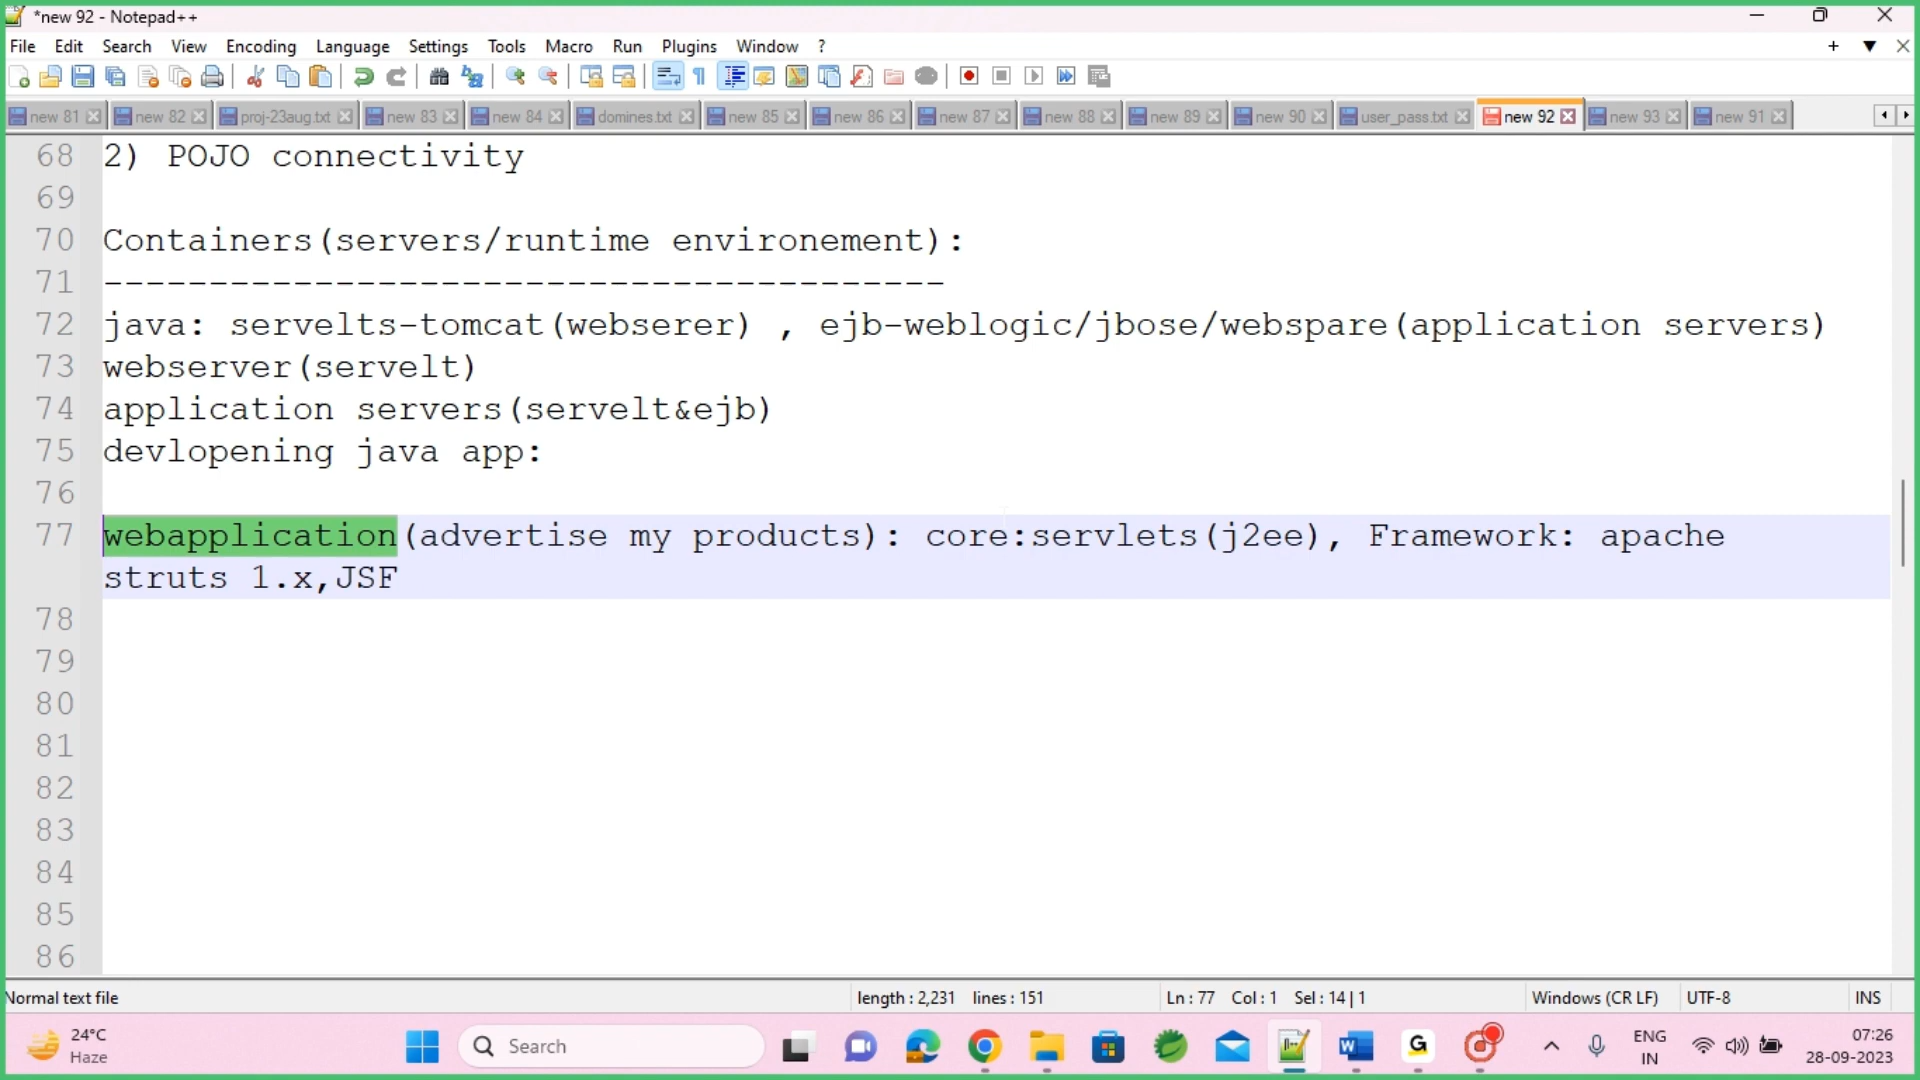 *new 92 - Notepad++
File Edit Search View Encoding Language Settings Tools Macro Run Plugins Window ?
new 81 new 82 proj-23aug.txt new 83 new 84 domines.txt new 85 new 86 new 87 new 88 new 89 new 90 user_pass.txt new 92 new 93 new 91
68 2) POJO connectivity
69
70 Containers(servers/runtime environement):
71 ----------------------------------------
72 java: servelts-tomcat(webserer) , ejb-weblogic/jbose/webspare(application servers)
73 webserver(servelt)
74 application servers(servelt&ejb)
75 devlopening java app:
76
77 webapplication(advertise my products): core:servlets(j2ee), Framework: apache
struts 1.x,JSF
78
79
80
81
82
83
84
85
86
Normal text file length : 2,231 lines : 151 Ln : 77 Col : 1 Sel : 14 | 1 Windows (CR LF) UTF-8 INS
24°C
Haze
Search
ENG
IN
07:26
28-09-2023